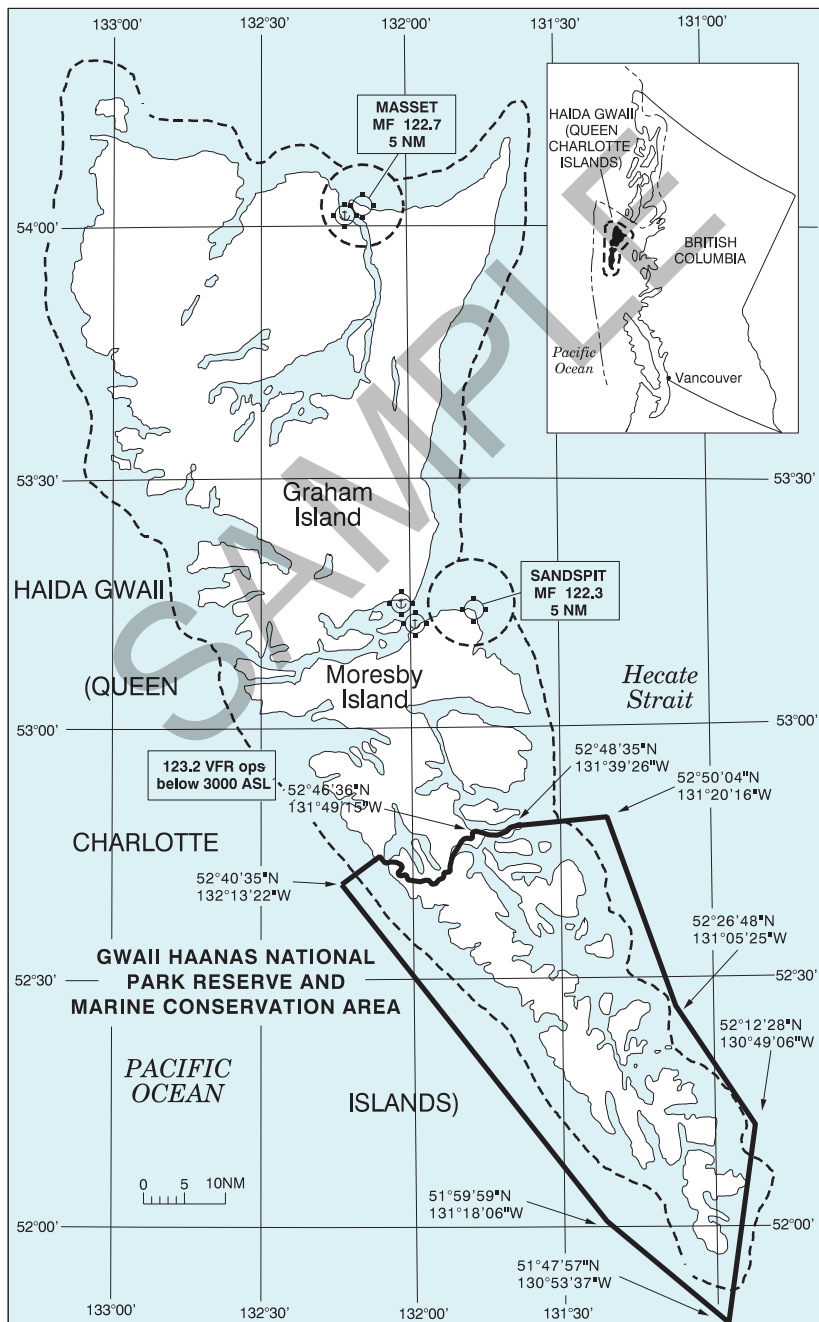 133°00'
132°30'
132°00'
131°30'
131°00'
MASSET
MF 122.7
5 NM
HAIDA GWAII
(QUEEN
CHARLOTTE
ISLANDS)
BRITISH
COLUMBIA
Pacific
Ocean
Vancouver
54°00'
53°30'
53°30'
Graham
Island
HAIDA GWAII
SANDSPIT
MF 122.3
5 NM
(QUEEN
Moresby
Island
Hecate
Strait
53°00'
53°00'
123.2 VFR ops
below 3000 ASL
52°48'35"N
131°39'26"W
52°46'36"N
131°49'15"W
52°50'04"N
131°20'16"W
CHARLOTTE
52°40'35"N
132°13'22"W
GWAII HAANAS NATIONAL
PARK RESERVE AND
MARINE CONSERVATION AREA
52°26'48"N
131°05'25"W
52°30'
52°30'
52°12'28"N
130°49'06"W
PACIFIC
OCEAN
ISLANDS)
0 5 10NM
51°59'59"N
131°18'06"W
52°00'
52°00'
51°47'57"N
130°53'37"W
133°00'
132°30'
132°00'
131°30'
131°00'
SAMPLE